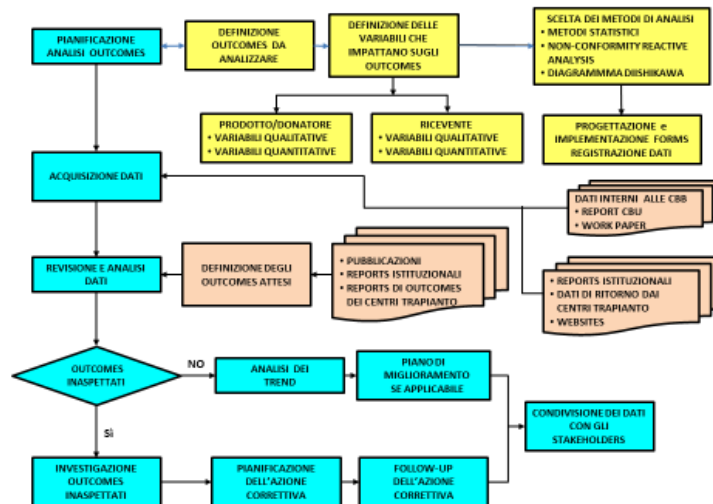 PIANIFICAZIONE
ANALISI OUTCOMES
DEFINIZIONE
OUTCOMES DA
ANALIZZARE
DEFINIZIONE DELLE
VARIABILI CHE
IMPATTANO SUGLI
OUTCOMES
SCELTA DEI METODI DI ANALISI
• METODI STATISTICI
• NON-CONFORMITY REACTIVE
ANALYSIS
• DIAGRAMMMA DIISHIKAWA
PRODOTTO/DONATORE
• VARIABILI QUALITATIVE
• VARIABILI QUANTITATIVE
RICEVENTE
• VARIABILI QUALITATIVE
• VARIABILI QUANTITATIVE
PROGETTAZIONE e
IMPLEMENTAZIONE FORMS
REGISTRAZIONE DATI
ACQUISIZIONE DATI
DATI INTERNI ALLE CBB
• REPORT CBU
• WORK PAPER
REVISIONE E ANALISI
DATI
DEFINIZIONE DEGLI
OUTCOMES ATTESI
• PUBBLICAZIONI
• REPORTS ISTITUZIONALI
• REPORTS DI OUTCOMES
DEI CENTRI TRAPIANTO
• REPORTS ISTITUZIONALI
• DATI DI RITORNO DAI
CENTRI TRAPIANTO
• WEBSITES
OUTCOMES
INASPETTATI
NO
ANALISI DEI
TREND
PIANO DI
MIGLIORAMENTO
SE APPLICABILE
CONDIVISIONE DEI DATI
CON GLI
STAKEHOLDERS
Sì
INVESTIGAZIONE
OUTCOMES
INASPETTATI
PIANIFICAZIONE
DELL'AZIONE
CORRETTIVA
FOLLOW-UP
DELL'AZIONE
CORRETTIVA